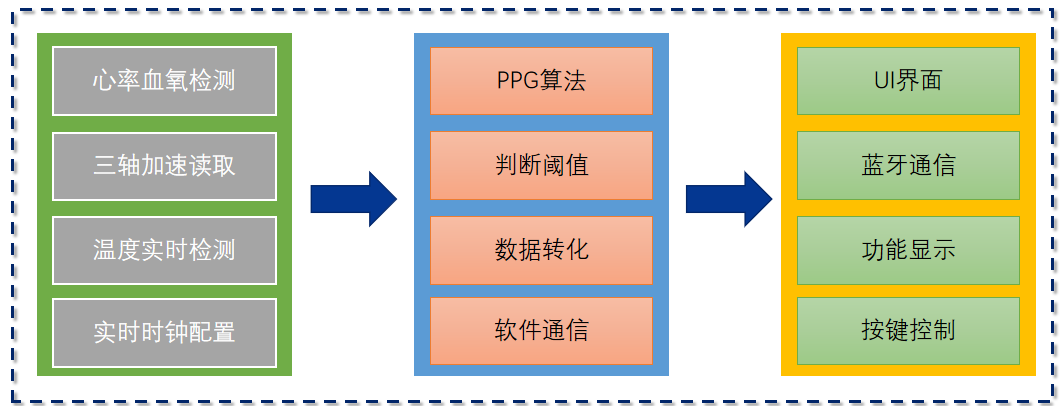 心率血氧检测
三轴加速读取
温度实时检测
实时时钟配置
PPG算法
判断阈值
数据转化
软件通信
UI界面
蓝牙通信
功能显示
按键控制